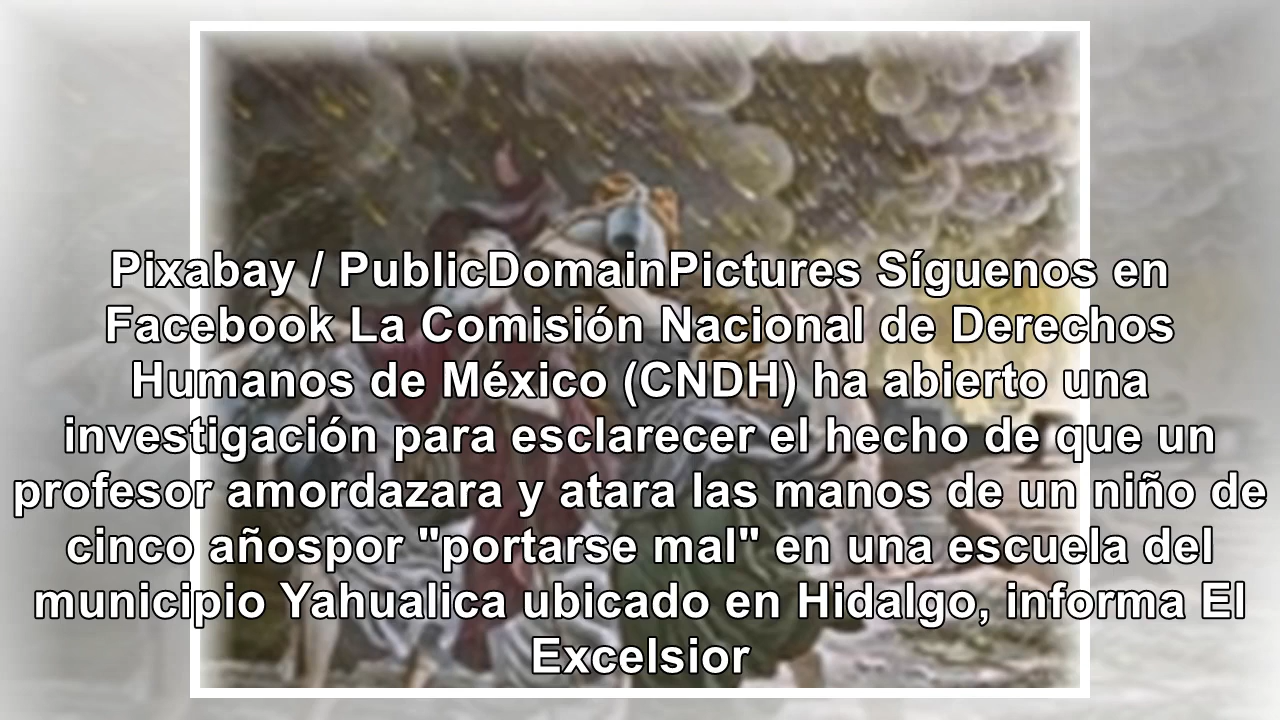 Pixabay / PublicDomainPictures Síguenos en
Facebook La Comisión Nacional de Derechos
Humanos de México (CNDH) ha abierto una
investigación para esclarecer el hecho de que un
profesor amordazara y atara las manos de un niño de
cinco añospor "portarse mal" en una escuela del
municipio Yahualica ubicado en Hidalgo, informa El
Excelsior